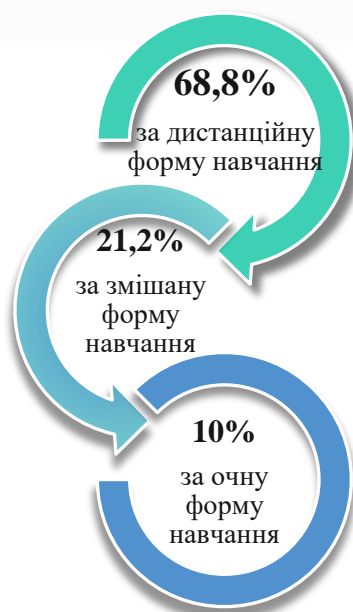 68,8%
за дистанційну
форму навчання
21,2%
за змішану
форму
навчання
10%
за очну
форму
навчання